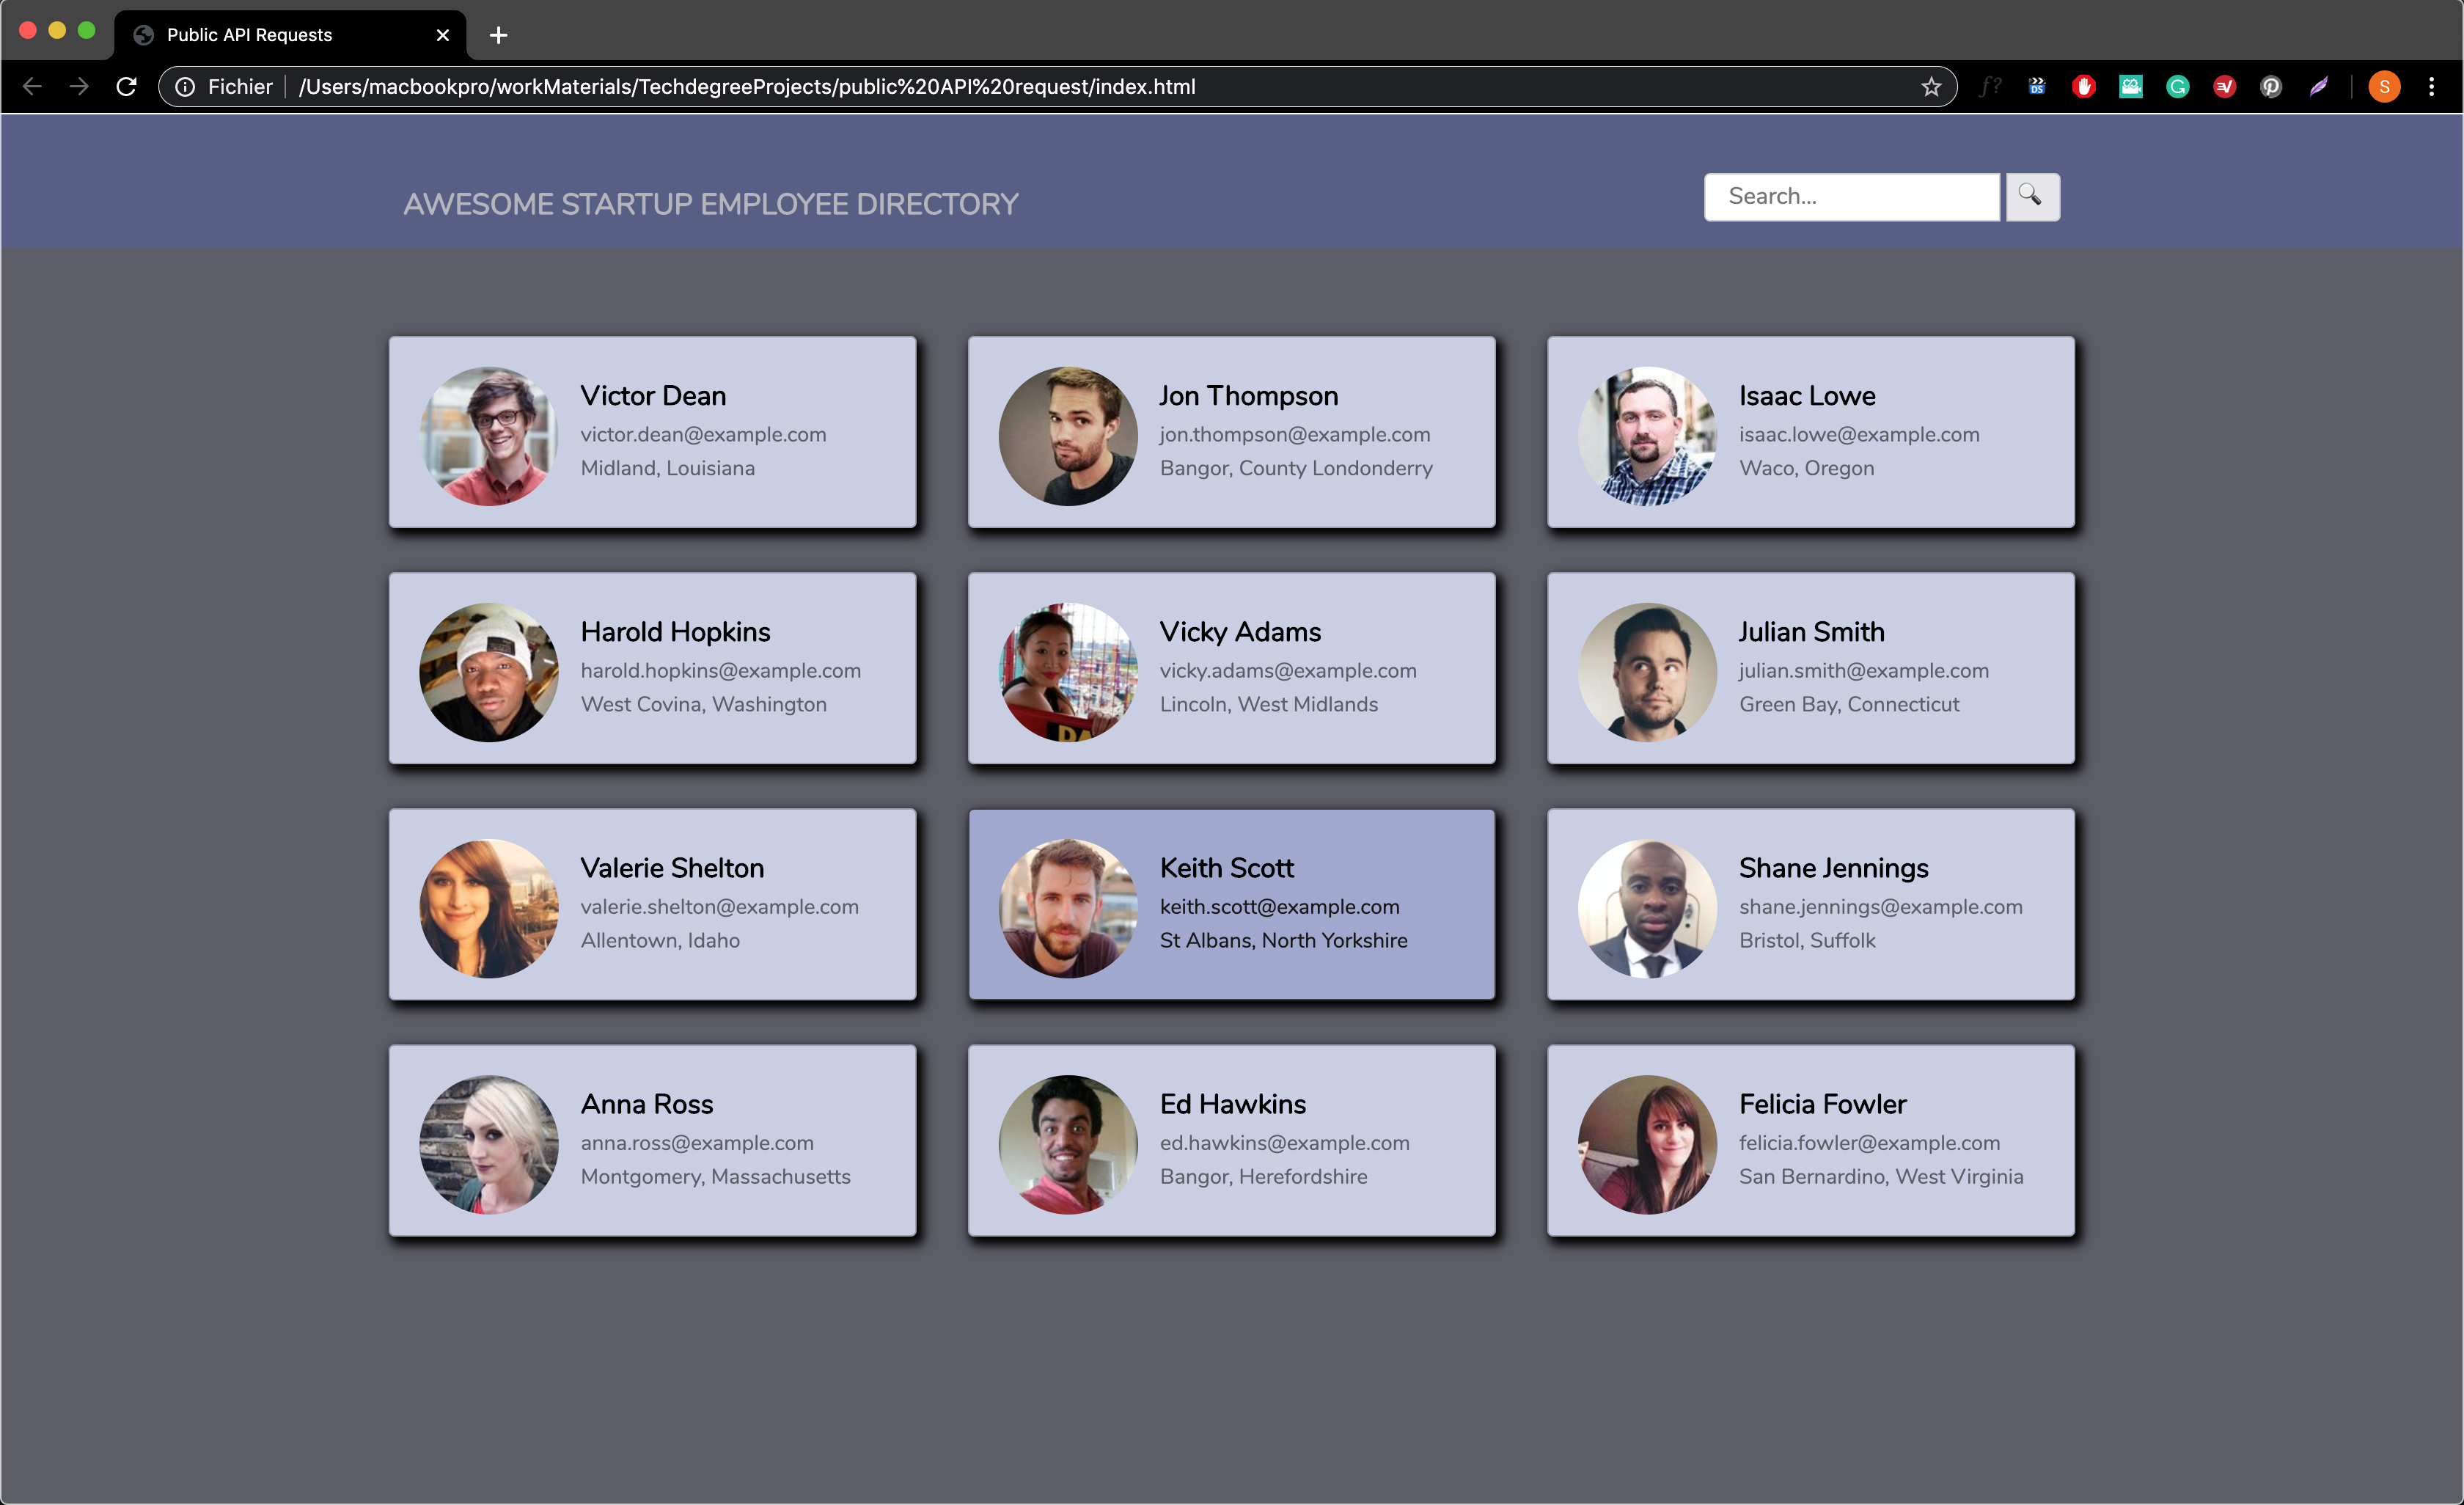 Public API Requests
Fichier /Users/macbookpro/workMaterials/TechdegreeProjects/public%20API%20request/index.html
f?
DS
S
AWESOME STARTUP EMPLOYEE DIRECTORY
Search...
Victor Dean
victor.dean@example.com
Midland, Louisiana
Jon Thompson
jon.thompson@example.com
Bangor, County Londonderry
Isaac Lowe
isaac.lowe@example.com
Waco, Oregon
Harold Hopkins
harold.hopkins@example.com
West Covina, Washington
Vicky Adams
vicky.adams@example.com
Lincoln, West Midlands
Julian Smith
julian.smith@example.com
Green Bay, Connecticut
Valerie Shelton
valerie.shelton@example.com
Allentown, Idaho
Keith Scott
keith.scott@example.com
St Albans, North Yorkshire
Shane Jennings
shane.jennings@example.com
Bristol, Suffolk
Anna Ross
anna.ross@example.com
Montgomery, Massachusetts
Ed Hawkins
ed.hawkins@example.com
Bangor, Herefordshire
Felicia Fowler
felicia.fowler@example.com
San Bernardino, West Virginia